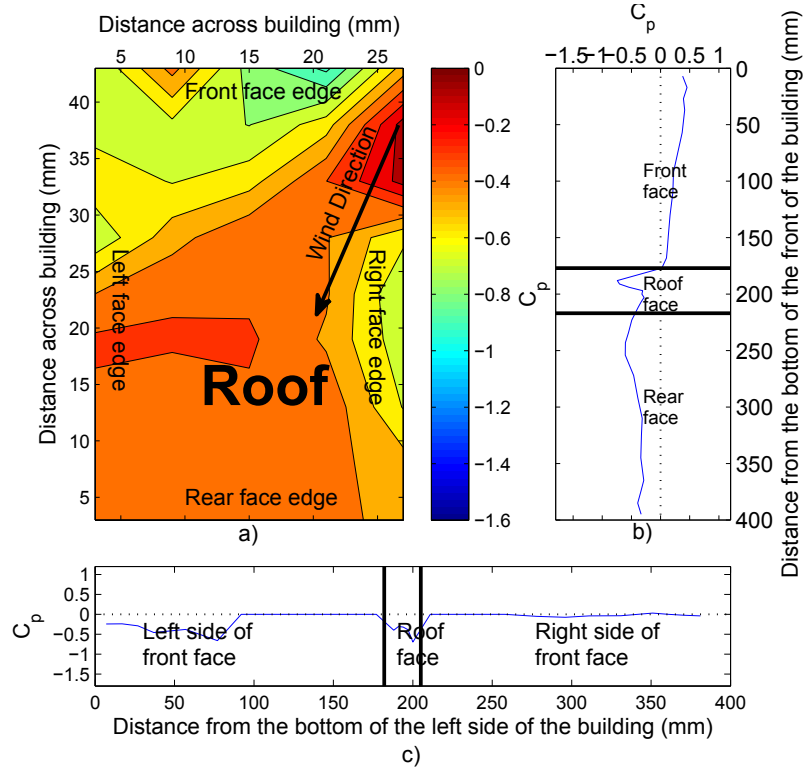 Distance across building (mm)
5 10 15 20 25
Distance across building (mm)
40
35
30
25
20
15
10
5
Front face edge
Wind Direction
Left face edge
Right face edge
Roof
Rear face edge
a)
0
−0.2
−0.4
−0.6
−0.8
−1
−1.2
−1.4
−1.6
Cp
Cp
−1.5 −1 −0.5 0 0.5 1
0
50
100
150
200
250
300
350
400
Distance from the bottom of the front of the building (mm)
Front
face
Roof
face
Rear
face
b)
Cp
1
0.5
0
−0.5
−1
−1.5
Left side of
front face
Roof
face
Right side of
front face
0 50 100 150 200 250 300 350 400
Distance from the bottom of the left side of the building (mm)
c)